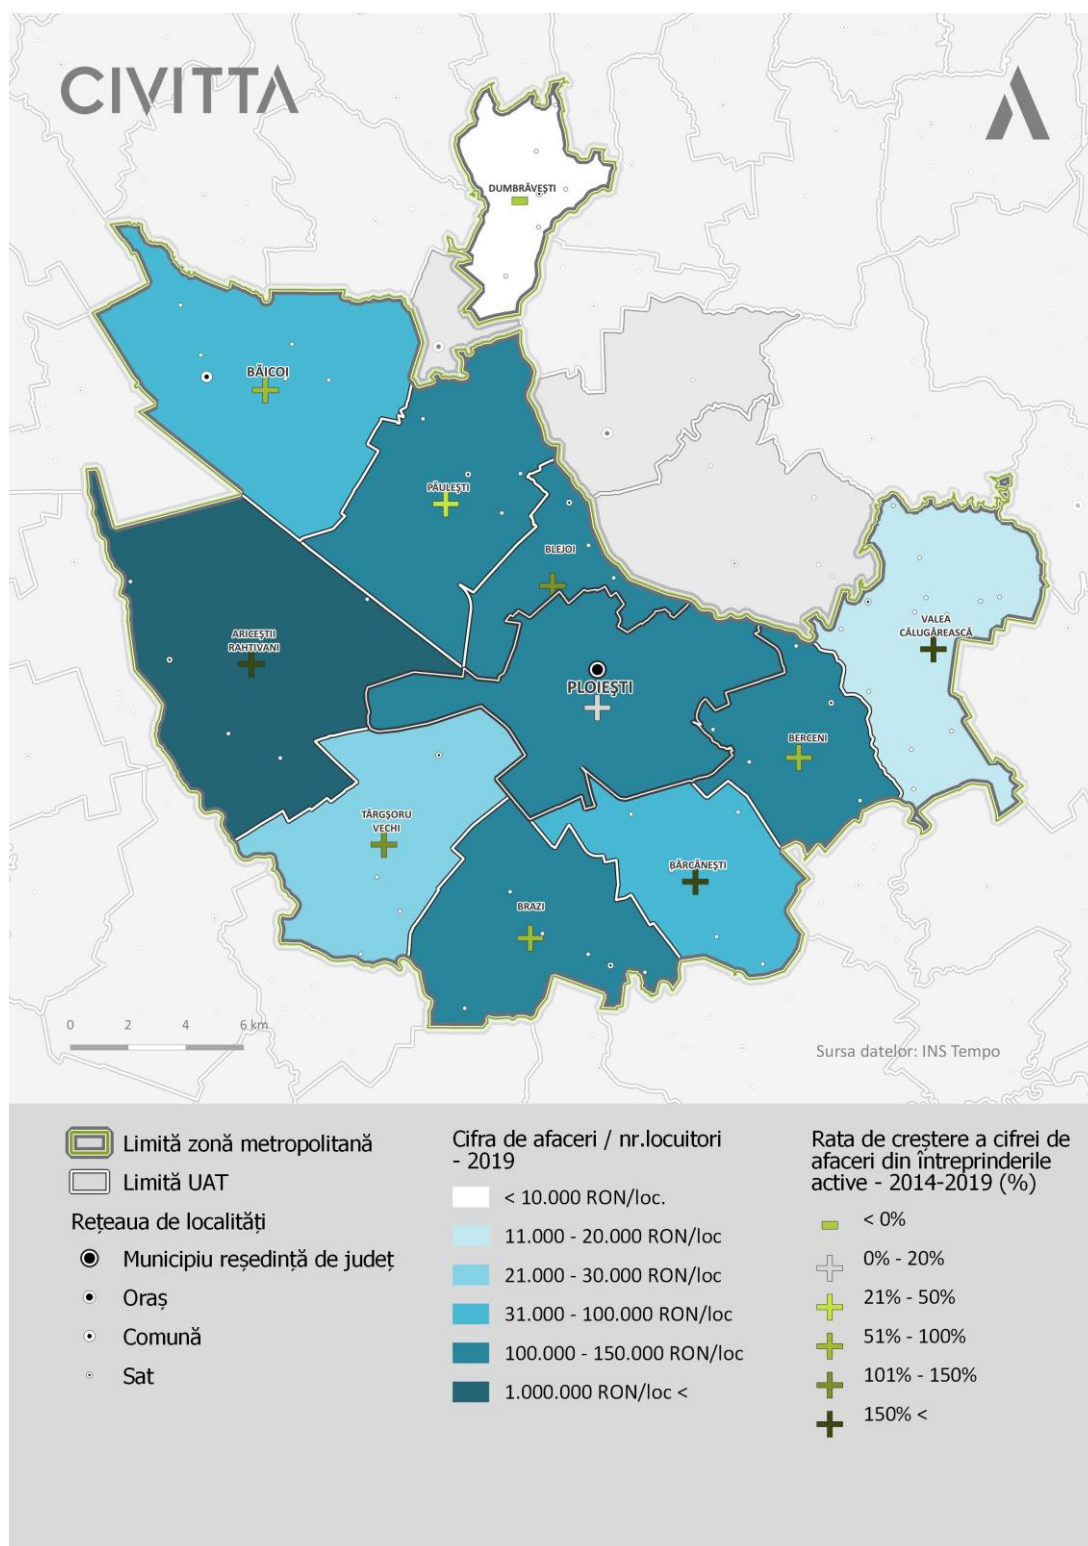 CIVITTA
DUMBRĂVEȘTI
BĂICOI
PĂULEȘTI
BLEJOI
ARICEȘTII
RAHTIVANI
VALEA
CĂLUGĂREASCĂ
PLOIEȘTI
BERCENI
TÂRGȘORU
VECHI
BĂRCĂNEȘTI
BRAZI
0 2 4 6 km
Sursa datelor: INS Tempo
Limită zonă metropolitană
Limită UAT
Rețeaua de localități
Municipiu reședință de județ
Oraș
Comună
Sat
Cifra de afaceri / nr.locuitori
- 2019
< 10.000 RON/loc.
11.000 - 20.000 RON/loc
21.000 - 30.000 RON/loc
31.000 - 100.000 RON/loc
100.000 - 150.000 RON/loc
1.000.000 RON/loc <
Rata de creștere a cifrei de
afaceri din întreprinderile
active - 2014-2019 (%)
< 0%
0% - 20%
21% - 50%
51% - 100%
101% - 150%
150% <